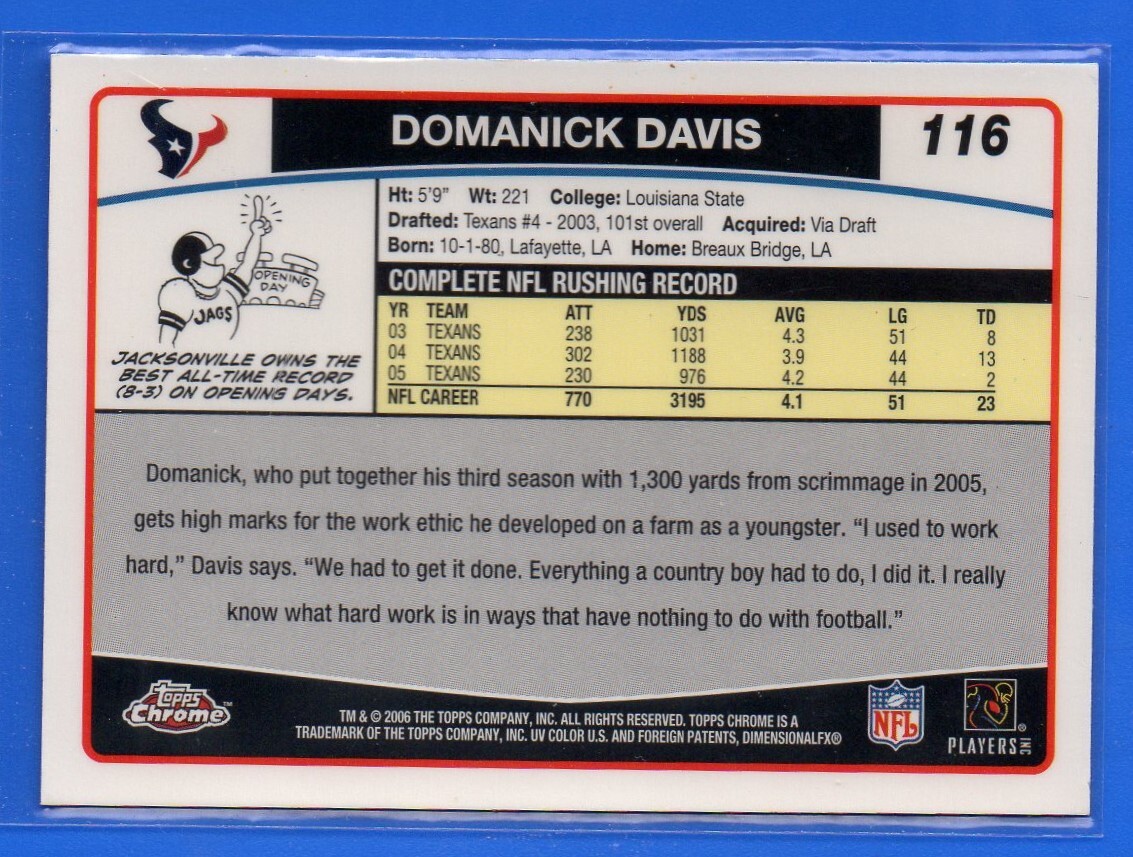 DOMANICK DAVIS
116
Ht: 5'9" Wt: 221 College: Louisiana State
Drafted: Texans #4 - 2003, 101st overall Acquired: Via Draft
Born: 10-1-80, Lafayette, LA Home: Breaux Bridge, LA
OPENING
DAY
JAGS
JACKSONVILLE OWNS THE
BEST ALL-TIME RECORD
(8-3) ON OPENING DAYS.
COMPLETE NFL RUSHING RECORD
YR TEAM ATT YDS AVG LG TD
03 TEXANS 238 1031 4.3 51 8
04 TEXANS 302 1188 3.9 44 13
05 TEXANS 230 976 4.2 44 2
NFL CAREER 770 3195 4.1 51 23
Domanick, who put together his third season with 1,300 yards from scrimmage in 2005,
gets high marks for the work ethic he developed on a farm as a youngster. “I used to work
hard,” Davis says. “We had to get it done. Everything a country boy had to do, I did it. I really
know what hard work is in ways that have nothing to do with football.”
topps
Chrome™
TM & © 2006 THE TOPPS COMPANY, INC. ALL RIGHTS RESERVED. TOPPS CHROME IS A
TRADEMARK OF THE TOPPS COMPANY, INC. UV COLOR U.S. AND FOREIGN PATENTS, DIMENSIONALFX®
NFL
PLAYERS INC ®